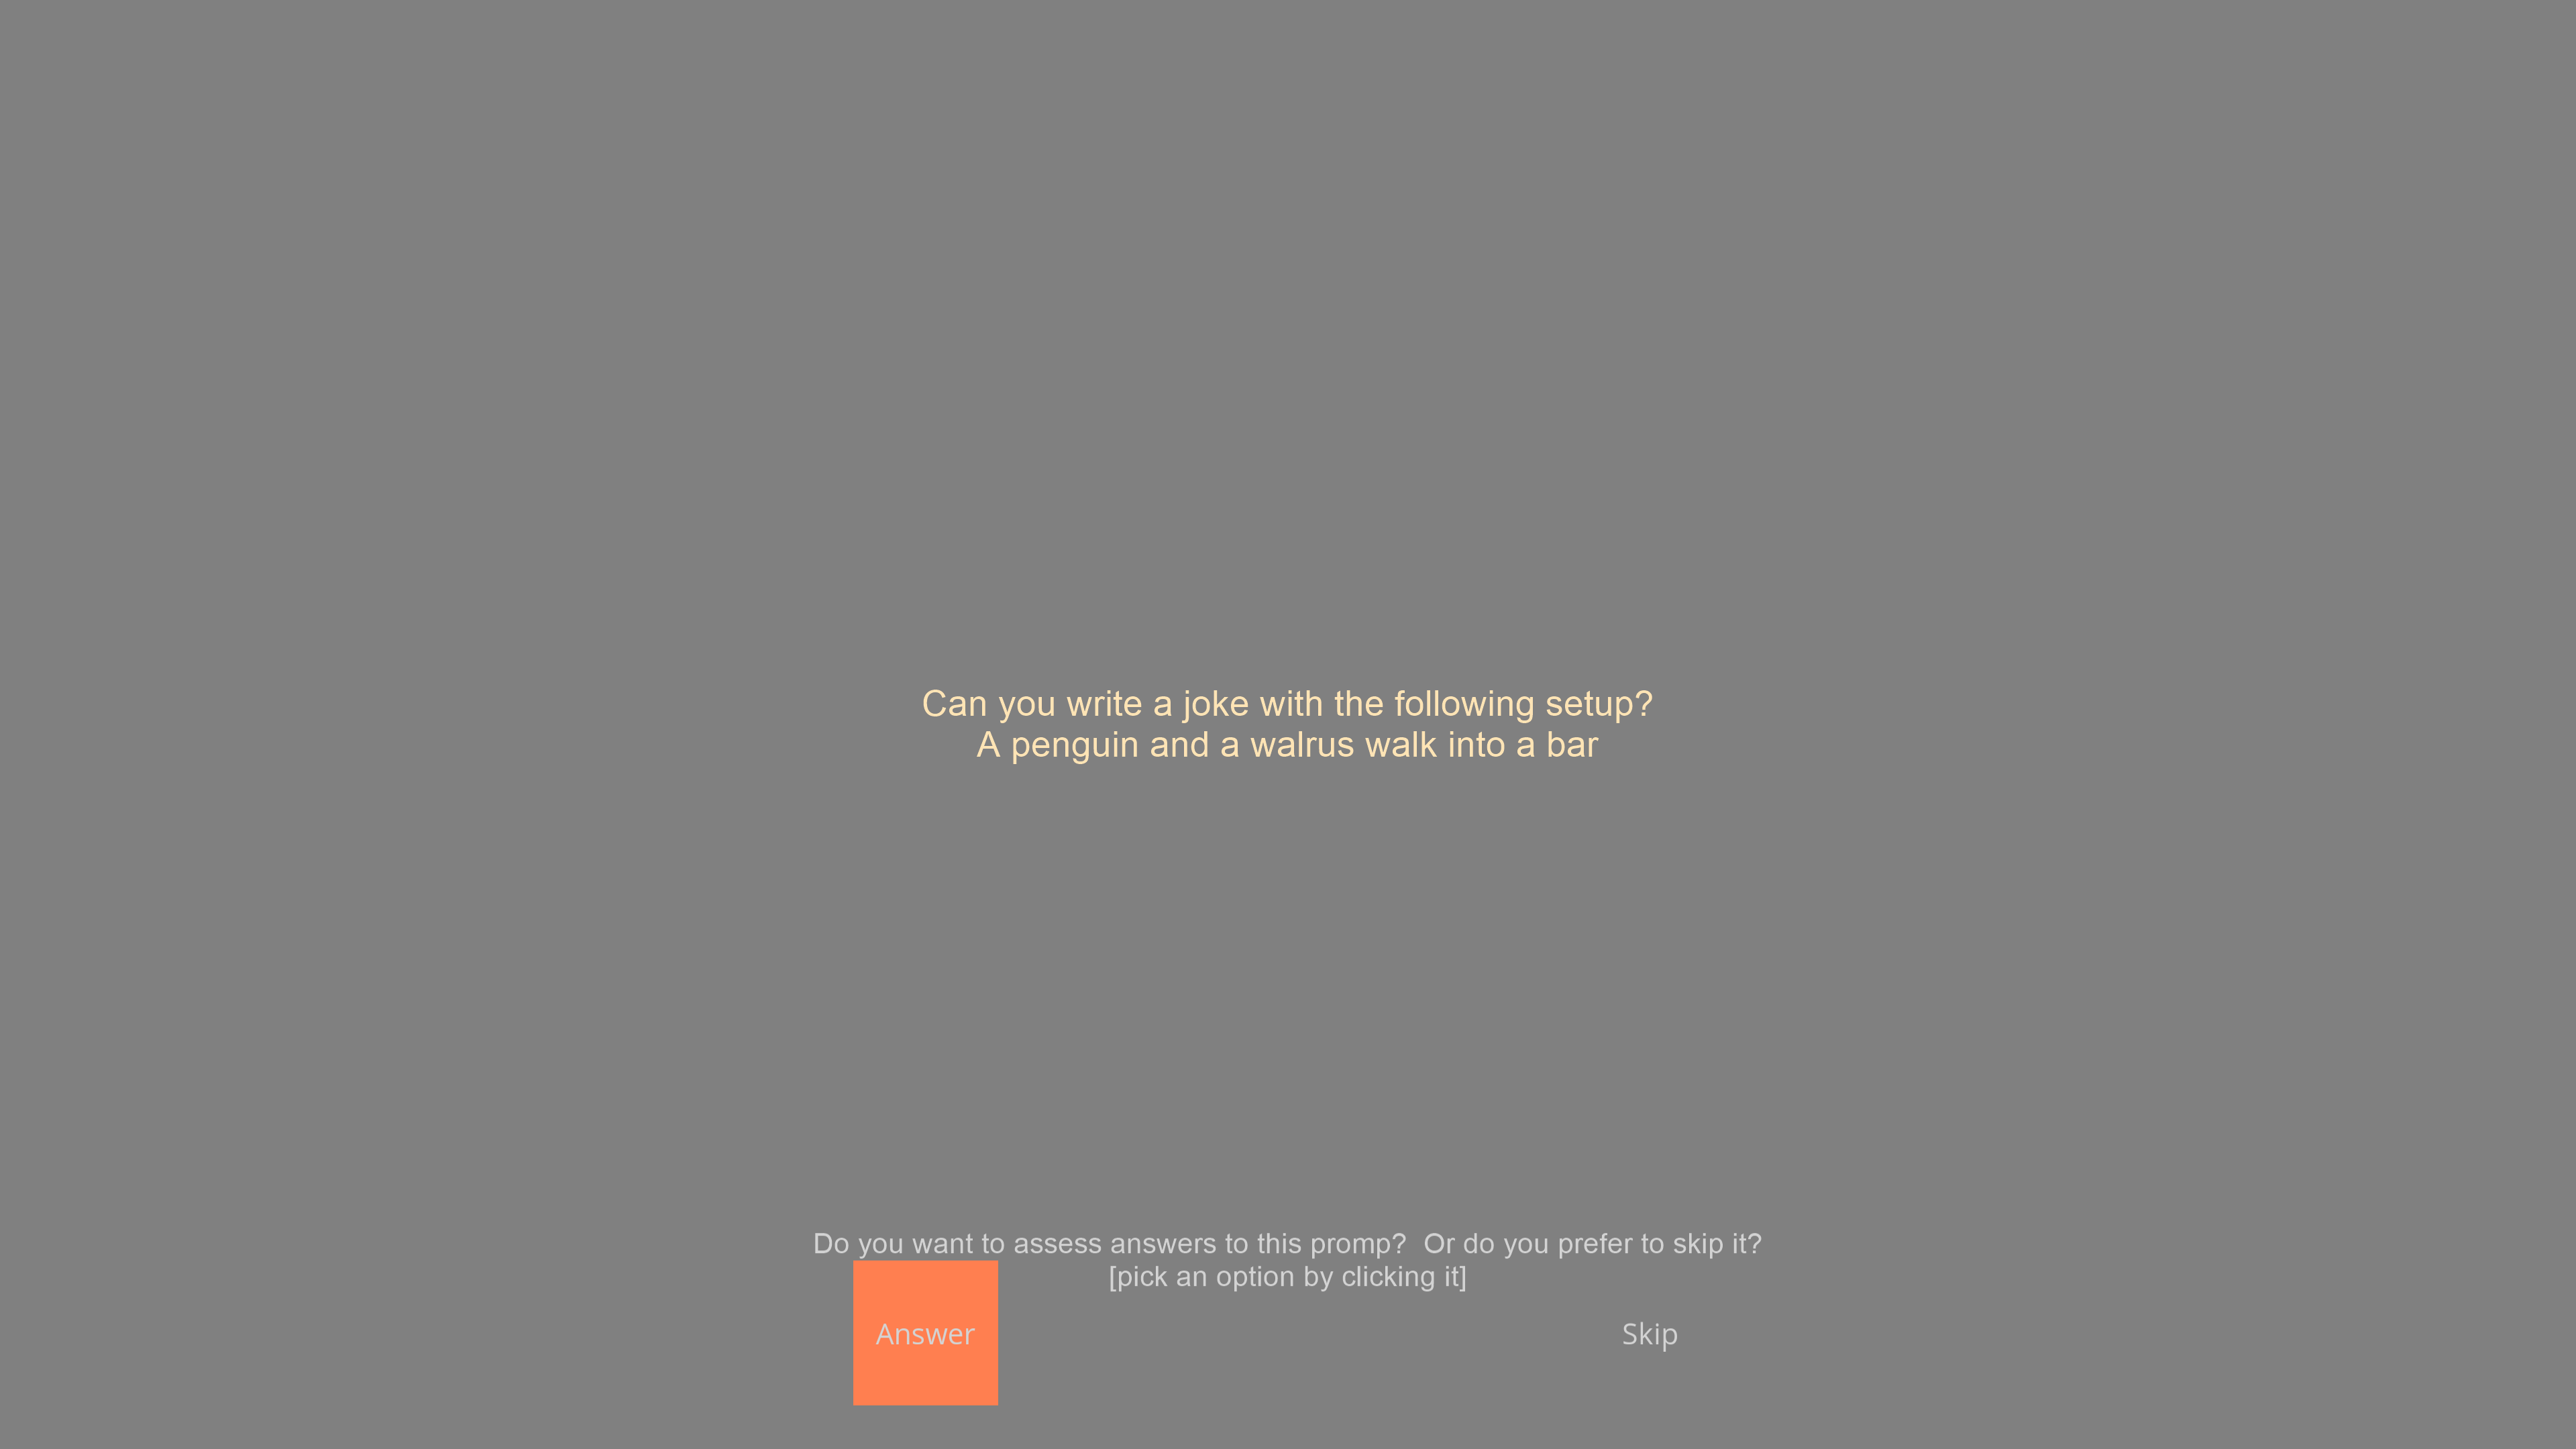 Can you write a joke with the following setup?
A penguin and a walrus walk into a bar
Do you want to assess answers to this promp?  Or do you prefer to skip it?
[pick an option by clicking it]
Answer
Skip